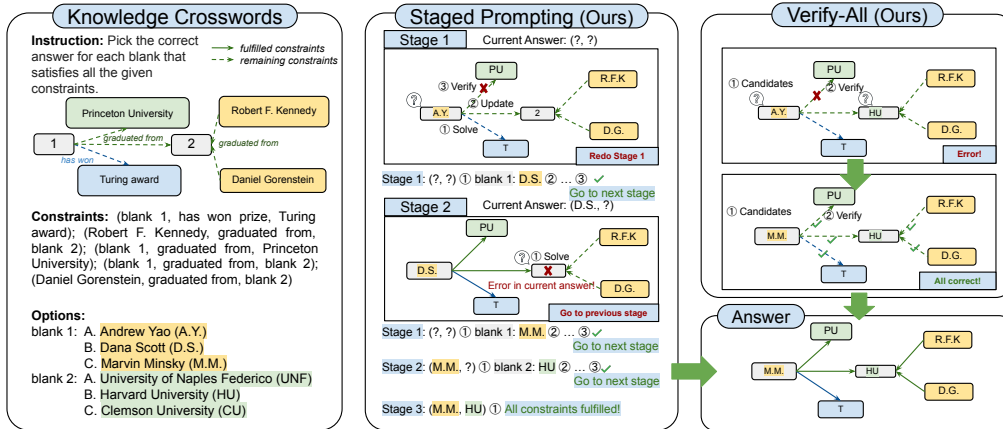 Knowledge Crosswords
Instruction: Pick the correct
answer for each blank that
satisfies all the given
constraints.
fulfilled constraints
remaining constraints
Princeton University
Robert F. Kennedy
1
graduated from
2
graduated from
has won
Turing award
Daniel Gorenstein
Constraints: (blank 1, has won prize, Turing
award); (Robert F. Kennedy, graduated from,
blank 2); (blank 1, graduated from, Princeton
University); (blank 1, graduated from, blank 2);
(Daniel Gorenstein, graduated from, blank 2)
Options:
blank 1: A. Andrew Yao (A.Y.)
B. Dana Scott (D.S.)
C. Marvin Minsky (M.M.)
blank 2: A. University of Naples Federico (UNF)
B. Harvard University (HU)
C. Clemson University (CU)
Staged Prompting (Ours)
Stage 1
Current Answer: (?, ?)
PU
R.F.K
③ Verify
?
② Update
A.Y.
2
① Solve
D.G.
T
Redo Stage 1
Stage 1: (?, ?) ① blank 1: D.S. ② ... ③ ✓
Go to next stage
Stage 2
Current Answer: (D.S., ?)
PU
R.F.K
? ① Solve
D.S.
Error in current answer!
D.G.
T
Go to previous stage
Stage 1: (?, ?) ① blank 1: M.M. ② ... ③ ✓
Go to next stage
Stage 2: (M.M., ?) ① blank 2: HU ② ... ③ ✓
Go to next stage
Stage 3: (M.M., HU) ① All constraints fulfilled!
Verify-All (Ours)
PU
R.F.K
① Candidates
② Verify
?
?
A.Y.
HU
D.G.
T
Error!
PU
R.F.K
① Candidates
② Verify
M.M.
HU
D.G.
T
All correct!
Answer
PU
R.F.K
M.M.
HU
D.G.
T